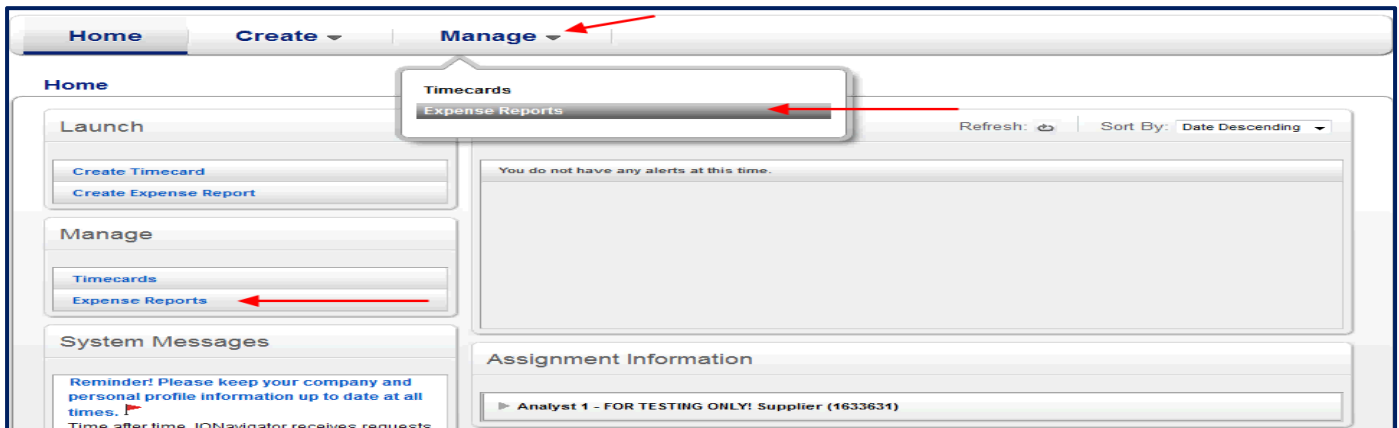 Home Create Manage
Home
Timecards
Expense Reports
Launch
Refresh: Sort By: Date Descending
Create Timecard
Create Expense Report
You do not have any alerts at this time.
Manage
Timecards
Expense Reports
System Messages
Reminder! Please keep your company and
personal profile information up to date at all
times.
Time after time, IQNavigator receives requests
Assignment Information
Analyst 1 - FOR TESTING ONLY! Supplier (1633631)